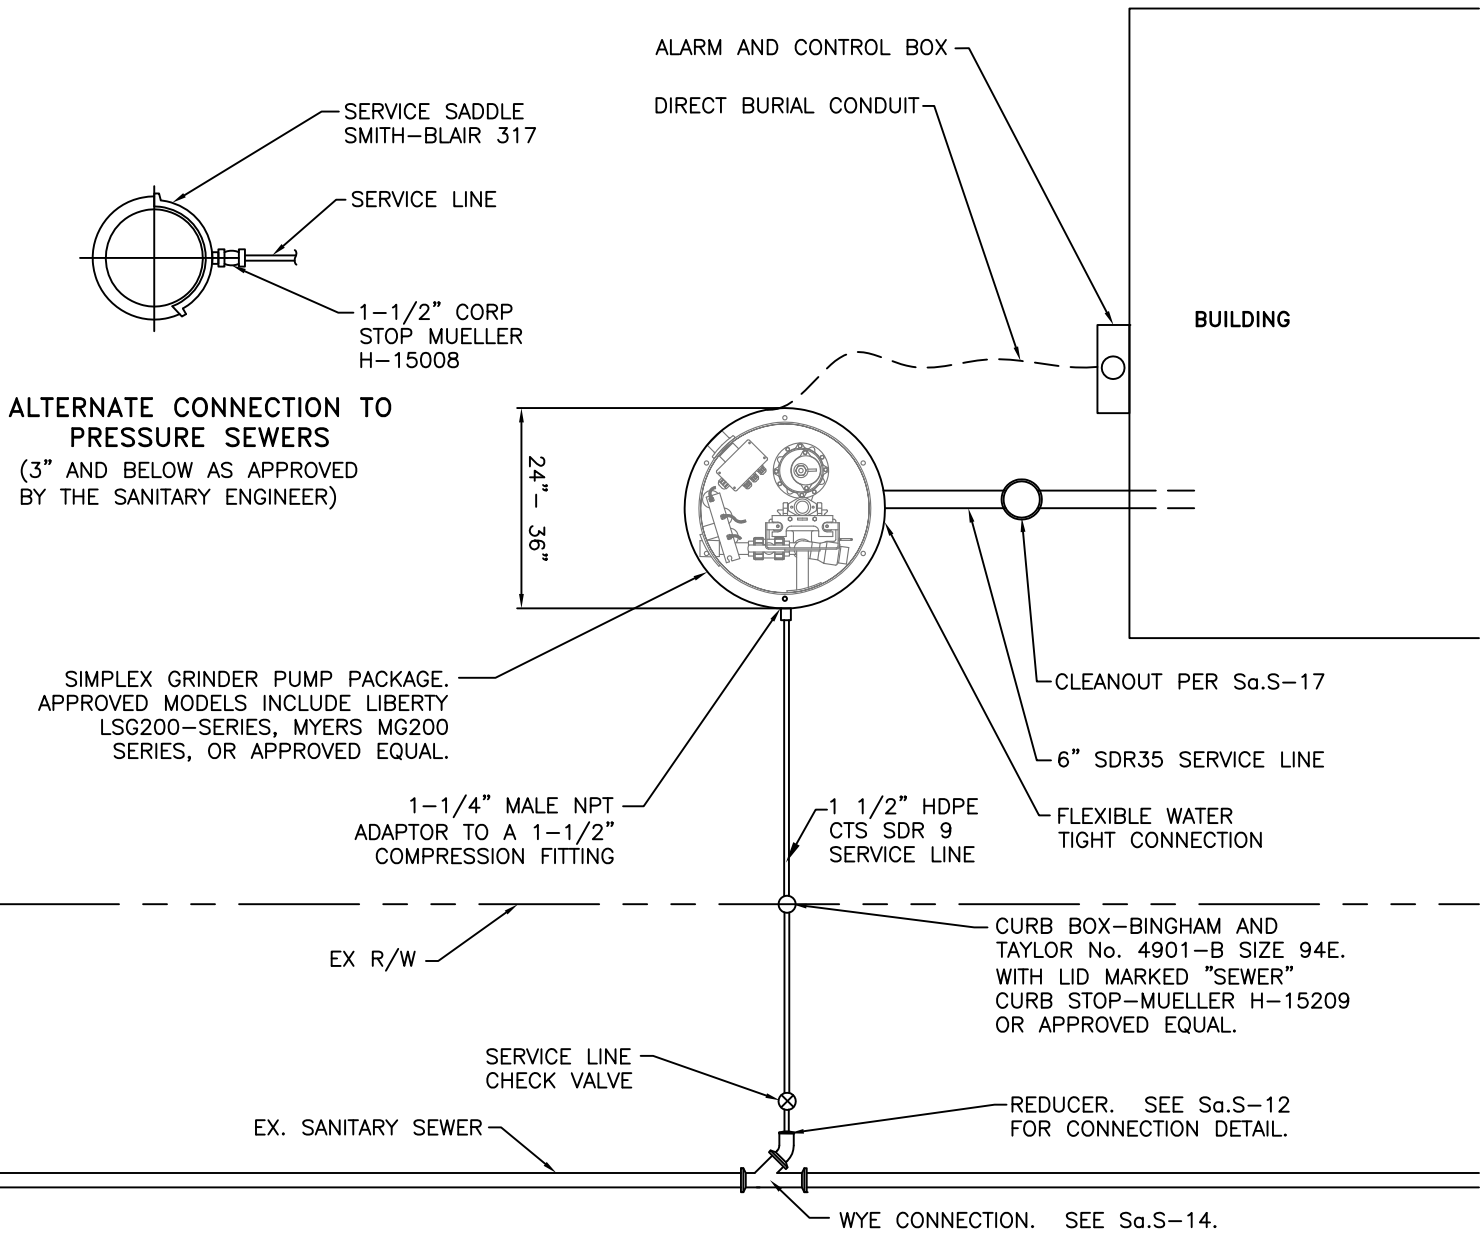 ALARM AND CONTROL BOX
DIRECT BURIAL CONDUIT
SERVICE SADDLE
SMITH-BLAIR 317
SERVICE LINE
1-1/2" CORP
STOP MUELLER
H-15008
BUILDING
ALTERNATE CONNECTION TO
PRESSURE SEWERS
(3" AND BELOW AS APPROVED
BY THE SANITARY ENGINEER)
24"- 36"
SIMPLEX GRINDER PUMP PACKAGE.
APPROVED MODELS INCLUDE LIBERTY
LSG200-SERIES, MYERS MG200
SERIES, OR APPROVED EQUAL.
CLEANOUT PER Sa.S-17
6" SDR35 SERVICE LINE
FLEXIBLE WATER
TIGHT CONNECTION
1-1/4" MALE NPT
ADAPTOR TO A 1-1/2"
COMPRESSION FITTING
1 1/2" HDPE
CTS SDR 9
SERVICE LINE
EX R/W
CURB BOX-BINGHAM AND
TAYLOR No. 4901-B SIZE 94E.
WITH LID MARKED "SEWER"
CURB STOP-MUELLER H-15209
OR APPROVED EQUAL.
SERVICE LINE
CHECK VALVE
REDUCER. SEE Sa.S-12
FOR CONNECTION DETAIL.
EX. SANITARY SEWER
WYE CONNECTION. SEE Sa.S-14.